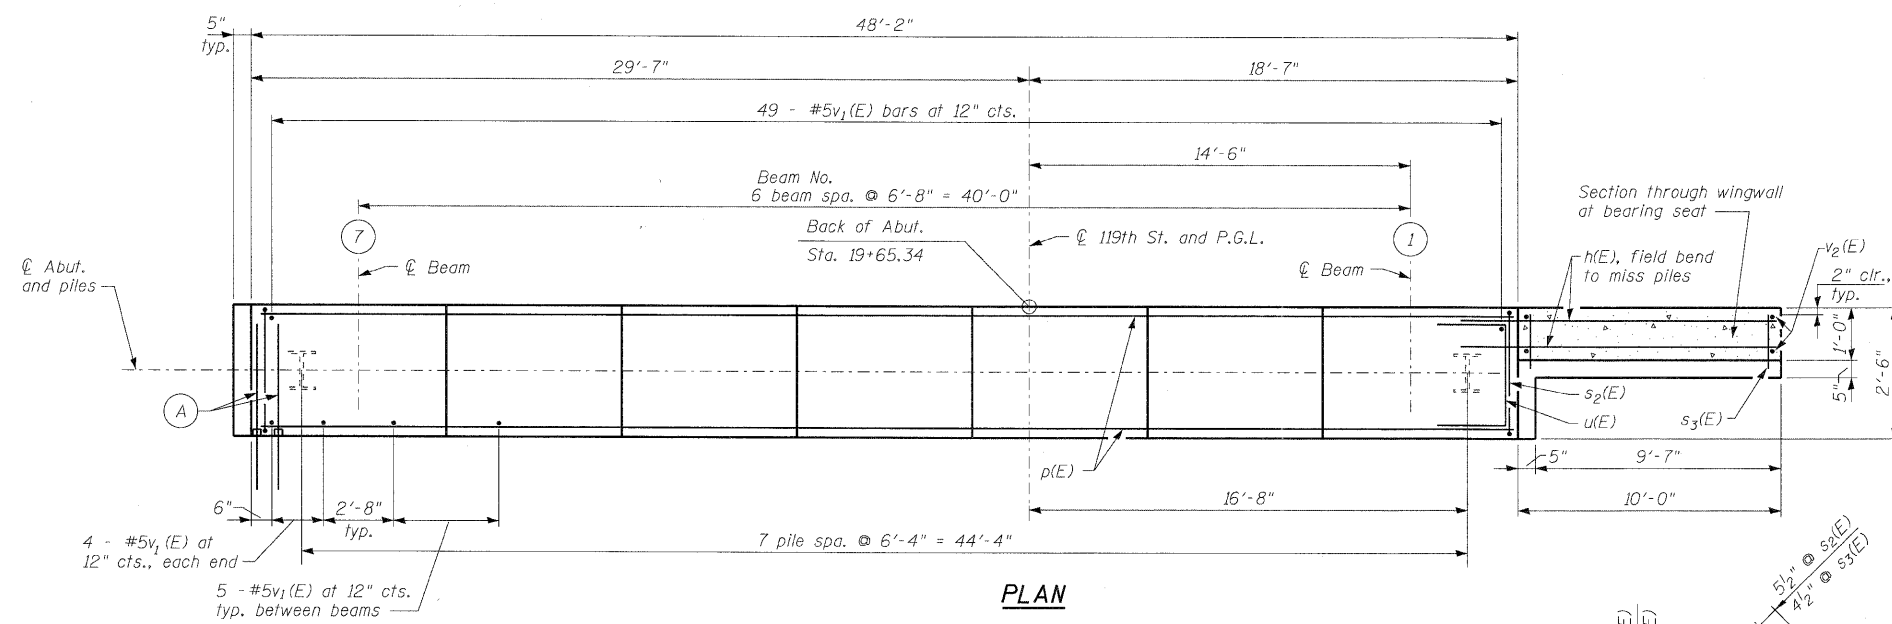 5"
typ.
48'-2"
29'-7"
18'-7"
49 - #5v₁(E) bars at 12" cts.
14'-6"
Beam No.
6 beam spa. @ 6'-8" = 40'-0"
Section through wingwall
at bearing seat
7
Back of Abut.
Sta. 19+65.34
℄ 119th St. and P.G.L.
1
℄ Abut.
and piles
℄ Beam
℄ Beam
h(E), field bend
to miss piles
v₂(E)
2" clr.,
typ.
1'-0"
5"
2'-6"
A
s₂(E)
u(E)
s₃(E)
p(E)
5"
9'-7"
10'-0"
16'-8"
6"
2'-8"
typ.
4 - #5v₁(E) at
12" cts., each end
7 pile spa. @ 6'-4" = 44'-4"
5 - #5v₁(E) at 12" cts.
typ. between beams
PLAN
5½" @ s₂(E)
4½" @ s₃(E)